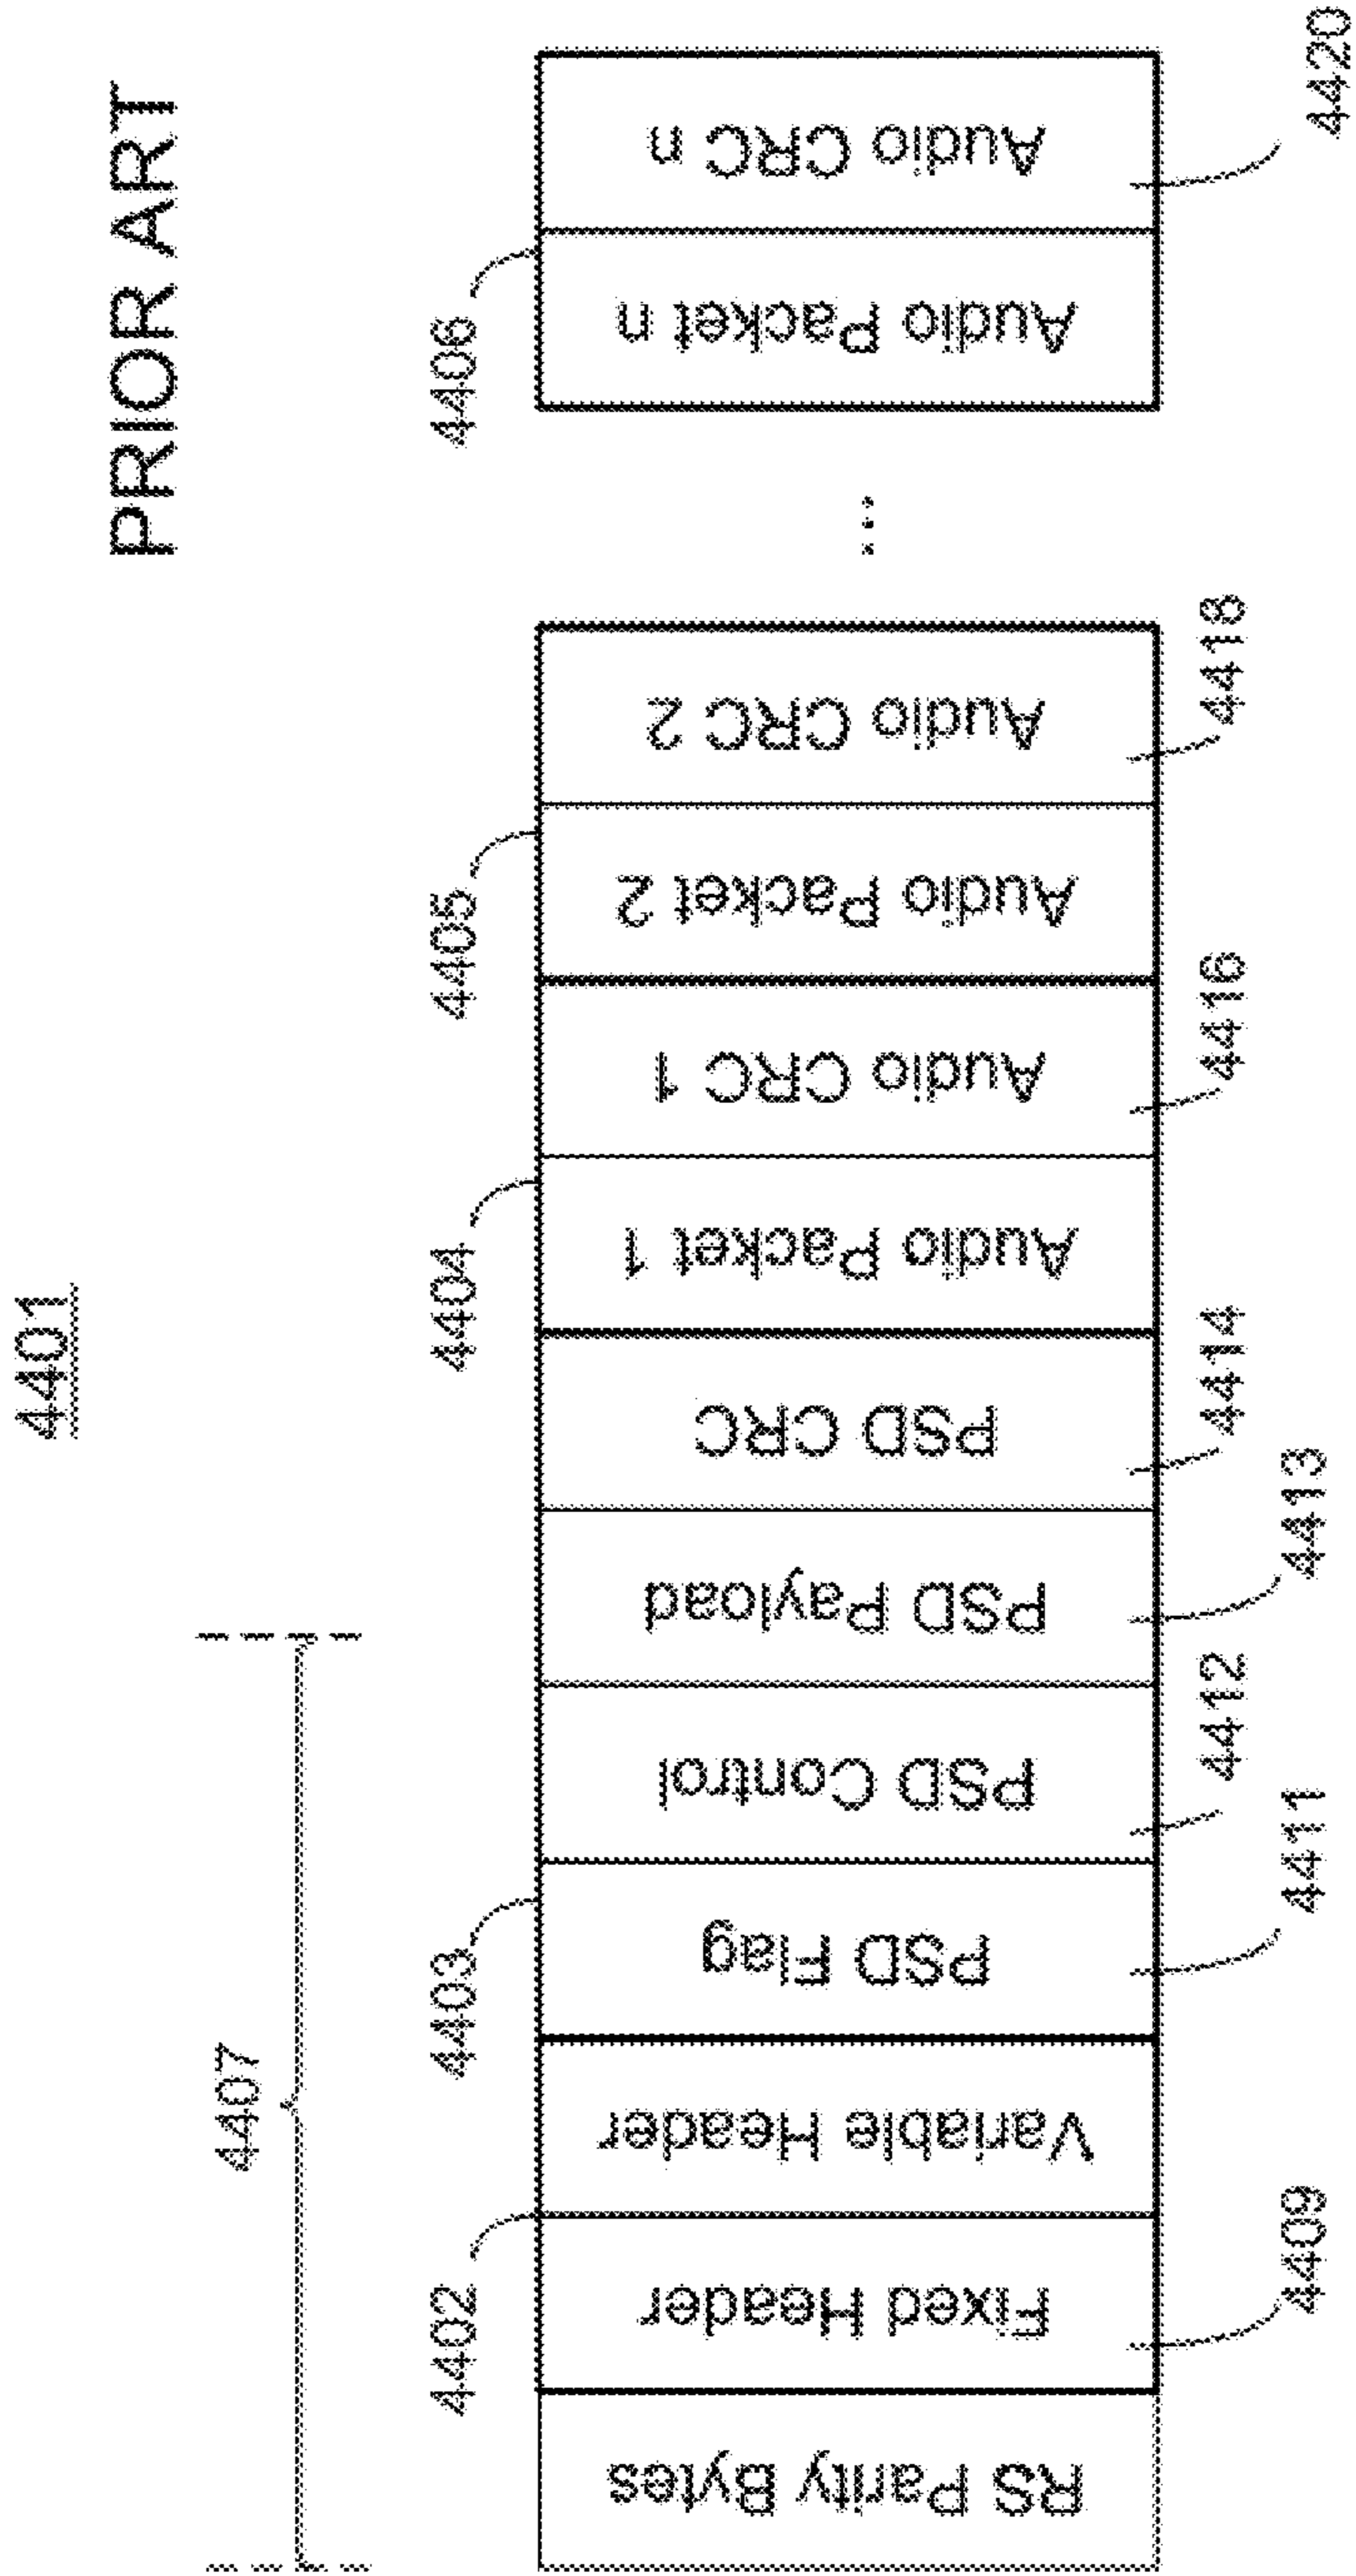 4401
PRIOR ART
4407
4402
4403
4404
4405
4406
RS Parity Bytes
Fixed Header
Variable Header
PSD Flag
PSD Control
PSD Payload
PSD CRC
Audio Packet 1
Audio CRC 1
Audio Packet 2
Audio CRC 2
...
Audio Packet n
Audio CRC n
4409
4411
4412
4413
4414
4416
4418
4420